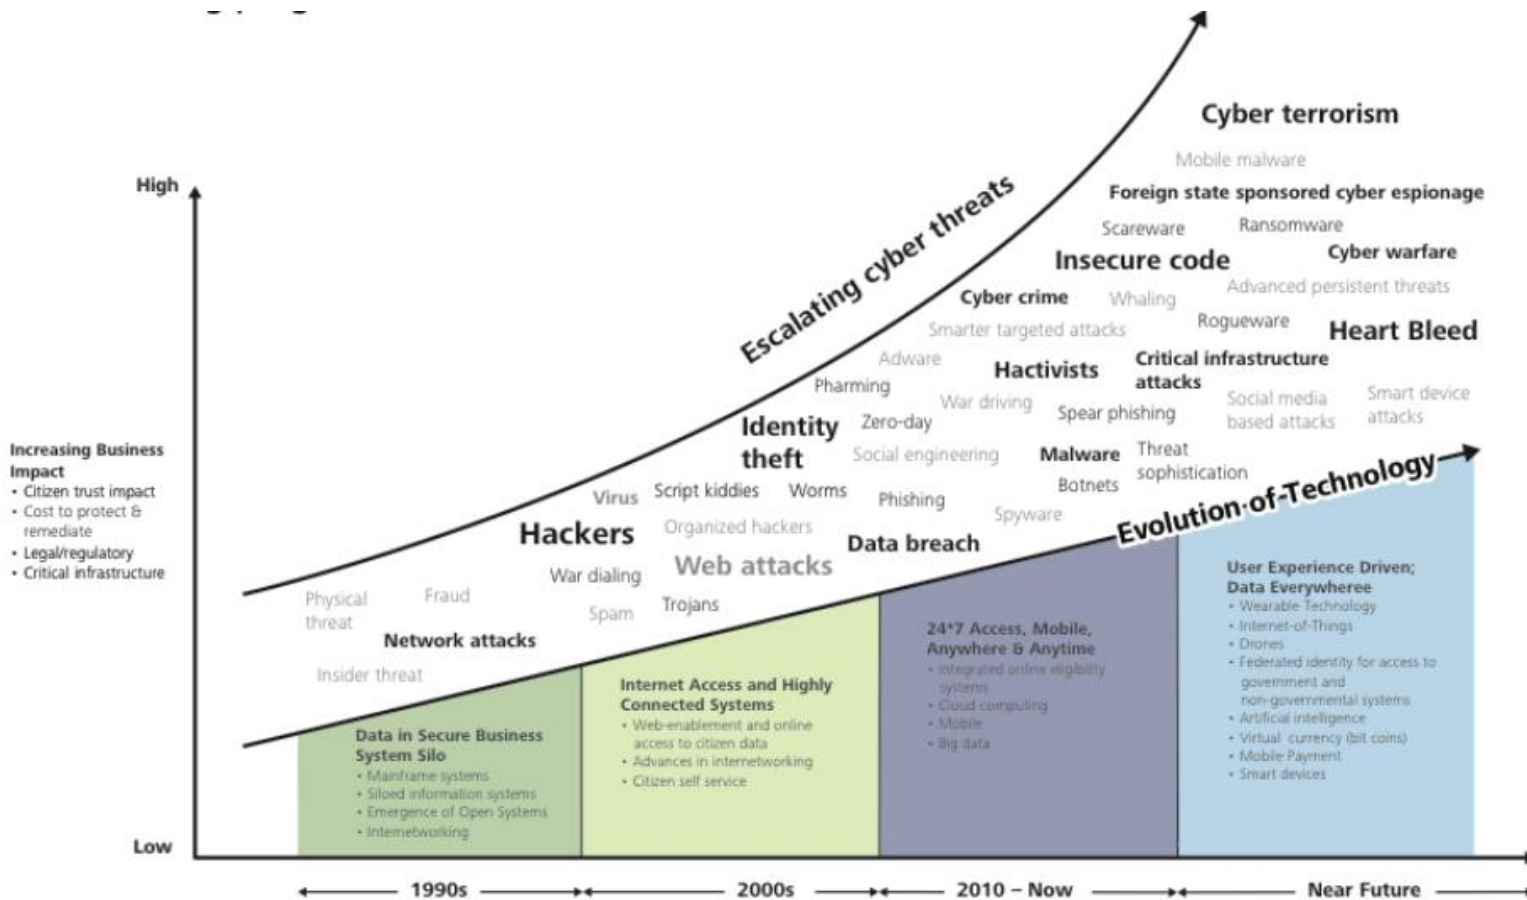 High
Low
Increasing Business
Impact
• Citizen trust impact
• Cost to protect &
remediate
• Legal/regulatory
• Critical infrastructure
Escalating cyber threats
Cyber terrorism
Mobile malware
Foreign state sponsored cyber espionage
Scareware
Ransomware
Cyber warfare
Insecure code
Advanced persistent threats
Cyber crime
Whaling
Rogueware
Smarter targeted attacks
Heart Bleed
Adware
Hactivists
Critical infrastructure
attacks
Pharming
War driving
Spear phishing
Social media
based attacks
Smart device
attacks
Identity
theft
Zero-day
Social engineering
Malware
Threat
sophistication
Botnets
Virus
Script kiddies
Worms
Phishing
Spyware
Hackers
Organized hackers
Data breach
Web attacks
War dialing
Physical
threat
Fraud
Spam
Trojans
Network attacks
Insider threat
Evolution-of-Technology
Data in Secure Business
System Silo
• Mainframe systems
• Siloed information systems
• Emergence of Open Systems
• Internetworking
Internet Access and Highly
Connected Systems
• Web-enablement and online
access to citizen data
• Advances in internetworking
• Citizen self service
24*7 Access, Mobile,
Anywhere & Anytime
• Integrated online eligibility
systems
• Cloud computing
• Mobile
• Big data
User Experience Driven;
Data Everywheree
• Wearable Technology
• Internet-of-Things
• Drones
• Federated identity for access to
government and
non-governmental systems
• Artificial intelligence
• Virtual currency (bit coins)
• Mobile Payment
• Smart devices
1990s
2000s
2010 – Now
Near Future